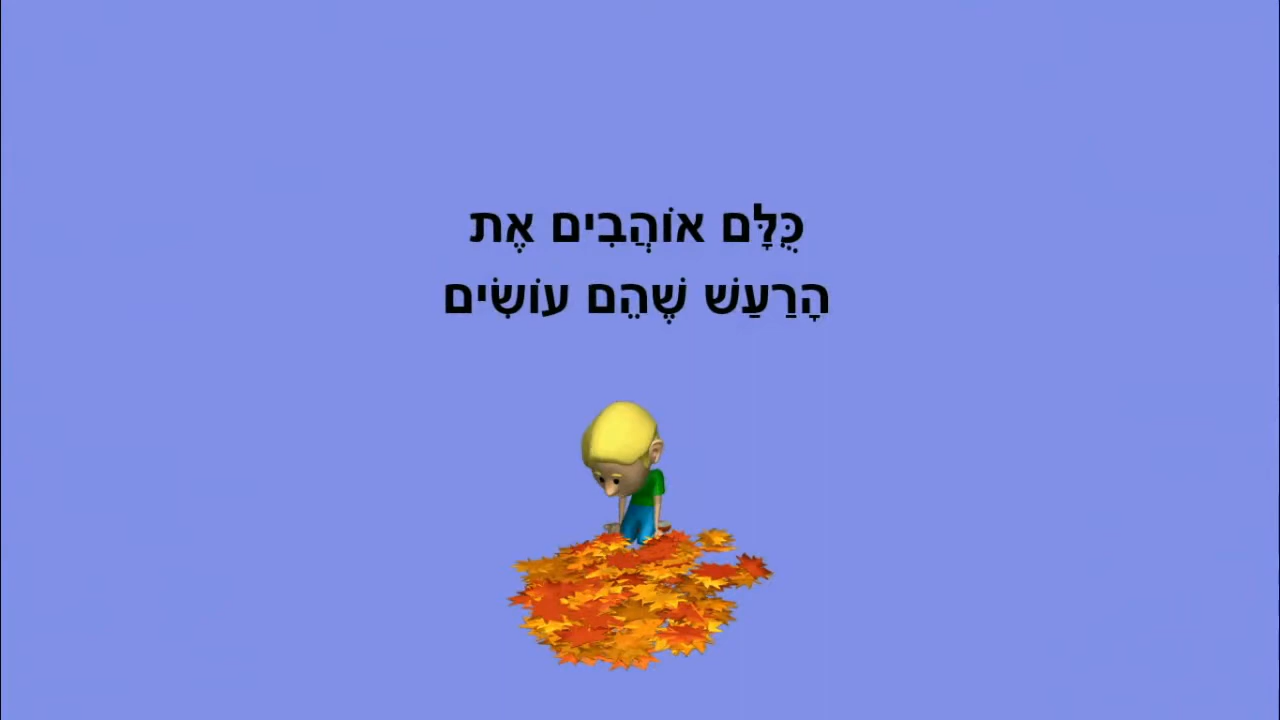 כֻּלָּם אוֹהֲבִים אֶת
הָרַעַשׁ שֶׁהֵם עוֹשִׂים